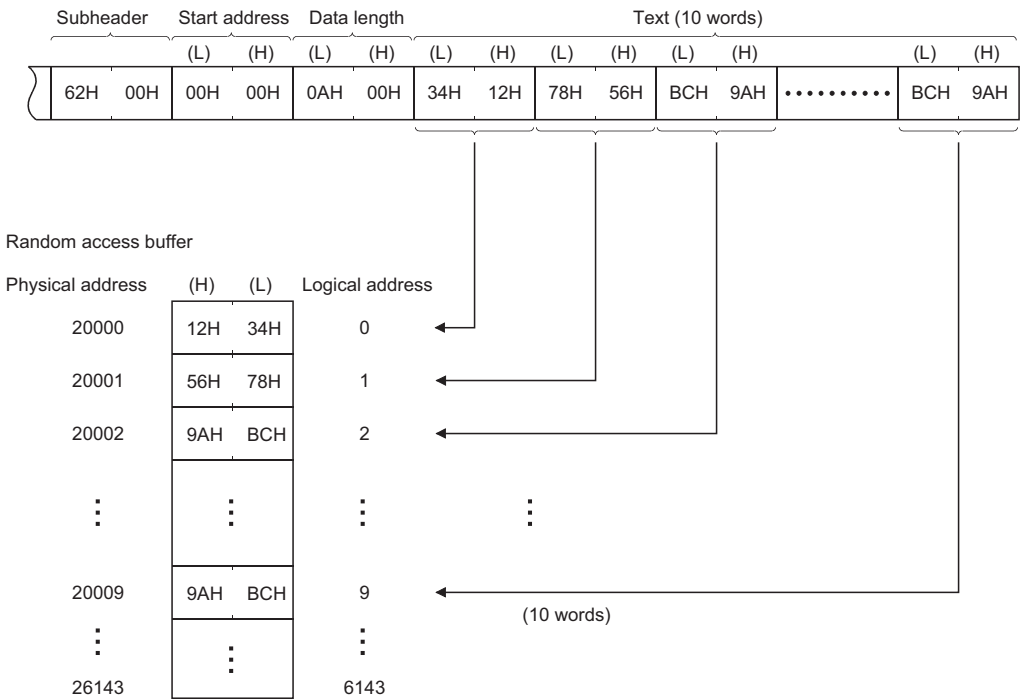 Subheader Start address Data length Text (10 words)
(L) (H) (L) (H) (L) (H) (L) (H) (L) (H) (L) (H)
62H 00H 00H 00H 0AH 00H 34H 12H 78H 56H BCH 9AH •••••••••• BCH 9AH
Random access buffer
Physical address (H) (L) Logical address
20000 12H 34H 0
20001 56H 78H 1
20002 9AH BCH 2
20009 9AH BCH 9
(10 words)
26143 6143